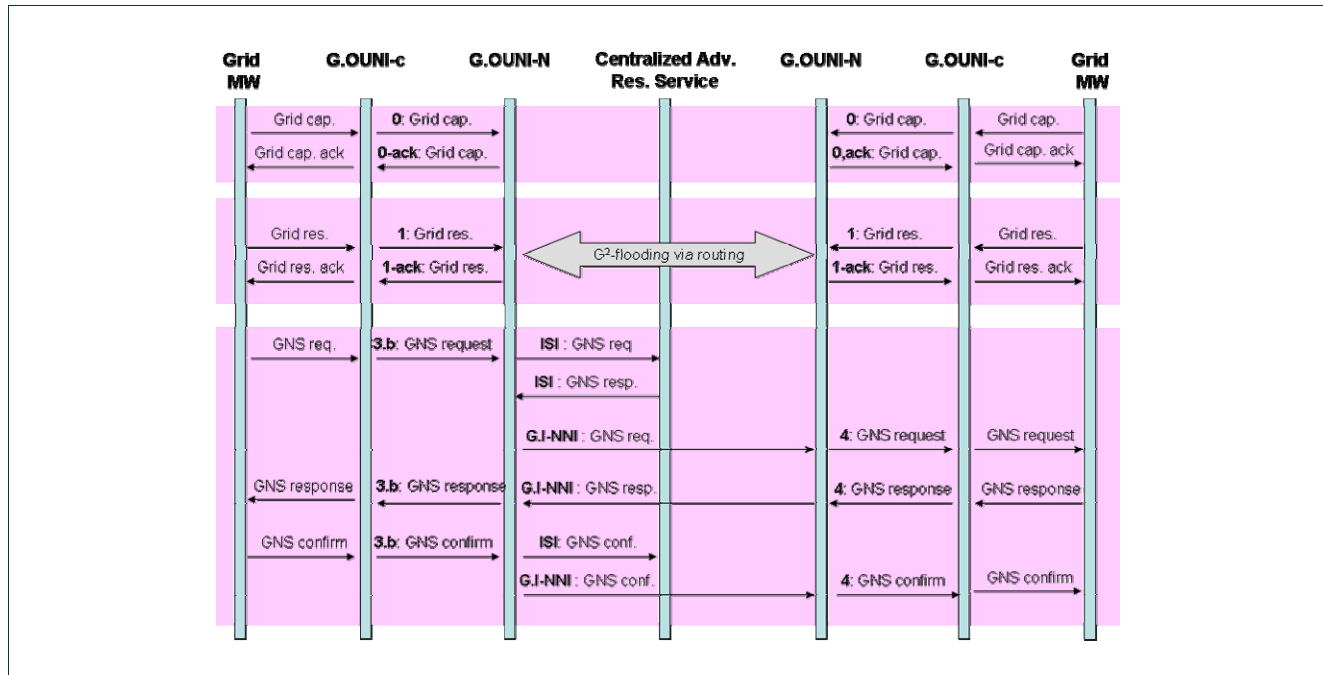 Grid MW
G.OUNI-c
G.OUNI-N
Centralized Adv. Res. Service
G.OUNI-N
G.OUNI-c
Grid MW
Grid cap.
0: Grid cap.
0: Grid cap.
Grid cap.
Grid cap. ack
0-ack: Grid cap.
0,ack: Grid cap.
Grid cap. ack
Grid res.
1: Grid res.
1: Grid res.
Grid res.
G²-flooding via routing
Grid res. ack
1-ack: Grid res.
1-ack: Grid res.
Grid res. ack
GNS req.
3.b: GNS request
ISI : GNS req
ISI : GNS resp.
G.I-NNI : GNS req.
4: GNS request
GNS request
GNS response
3.b: GNS response
G.I-NNI : GNS resp.
4: GNS response
GNS response
GNS confirm
3.b: GNS confirm
ISI: GNS conf.
G.I-NNI : GNS conf.
4: GNS confirm
GNS confirm